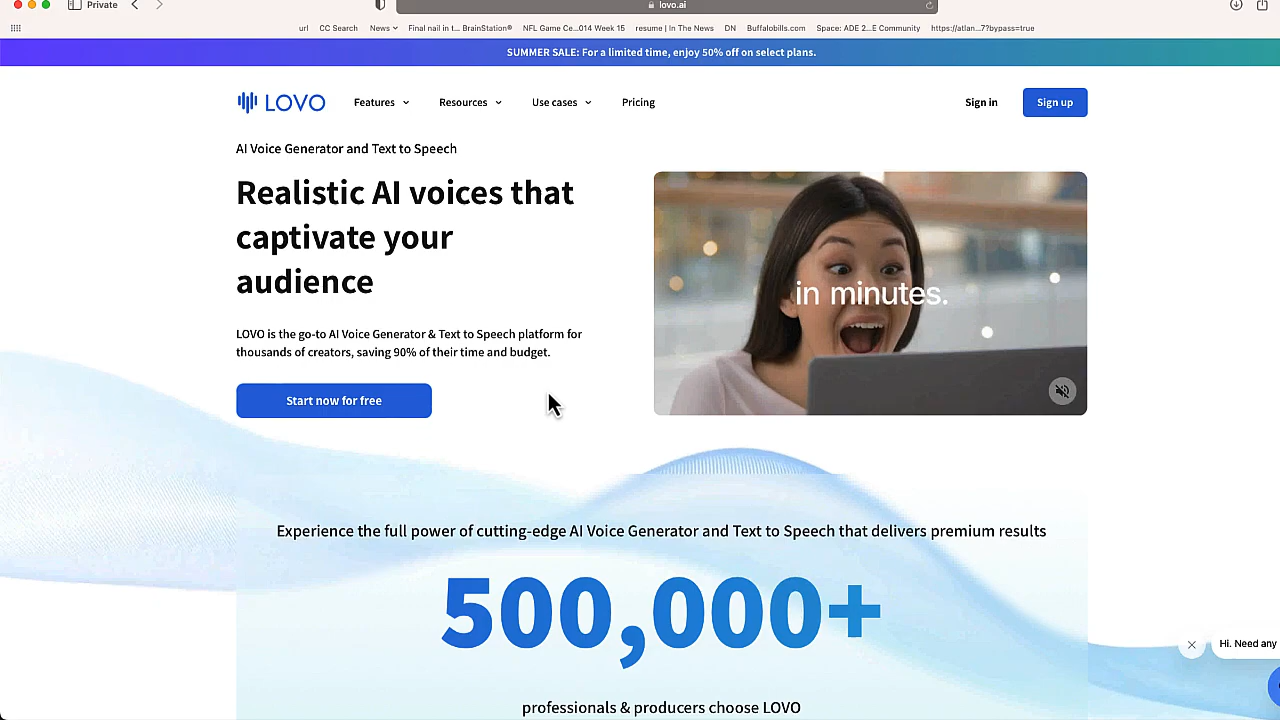 Private
lovo.ai
url CC Search News Final nail in t... BrainStation® NFL Game Ce...014 Week 15 resume | In The News DN Buffalobills.com Space: ADE 2...E Community https://atlan...7?bypass=true
SUMMER SALE: For a limited time, enjoy 50% off on select plans.
LOVO Features Resources Use cases Pricing Sign in Sign up
AI Voice Generator and Text to Speech
Realistic AI voices that
captivate your
audience
in minutes.
LOVO is the go-to AI Voice Generator & Text to Speech platform for
thousands of creators, saving 90% of their time and budget.
Start now for free
Experience the full power of cutting-edge AI Voice Generator and Text to Speech that delivers premium results
500,000+
Hi. Need any
professionals & producers choose LOVO